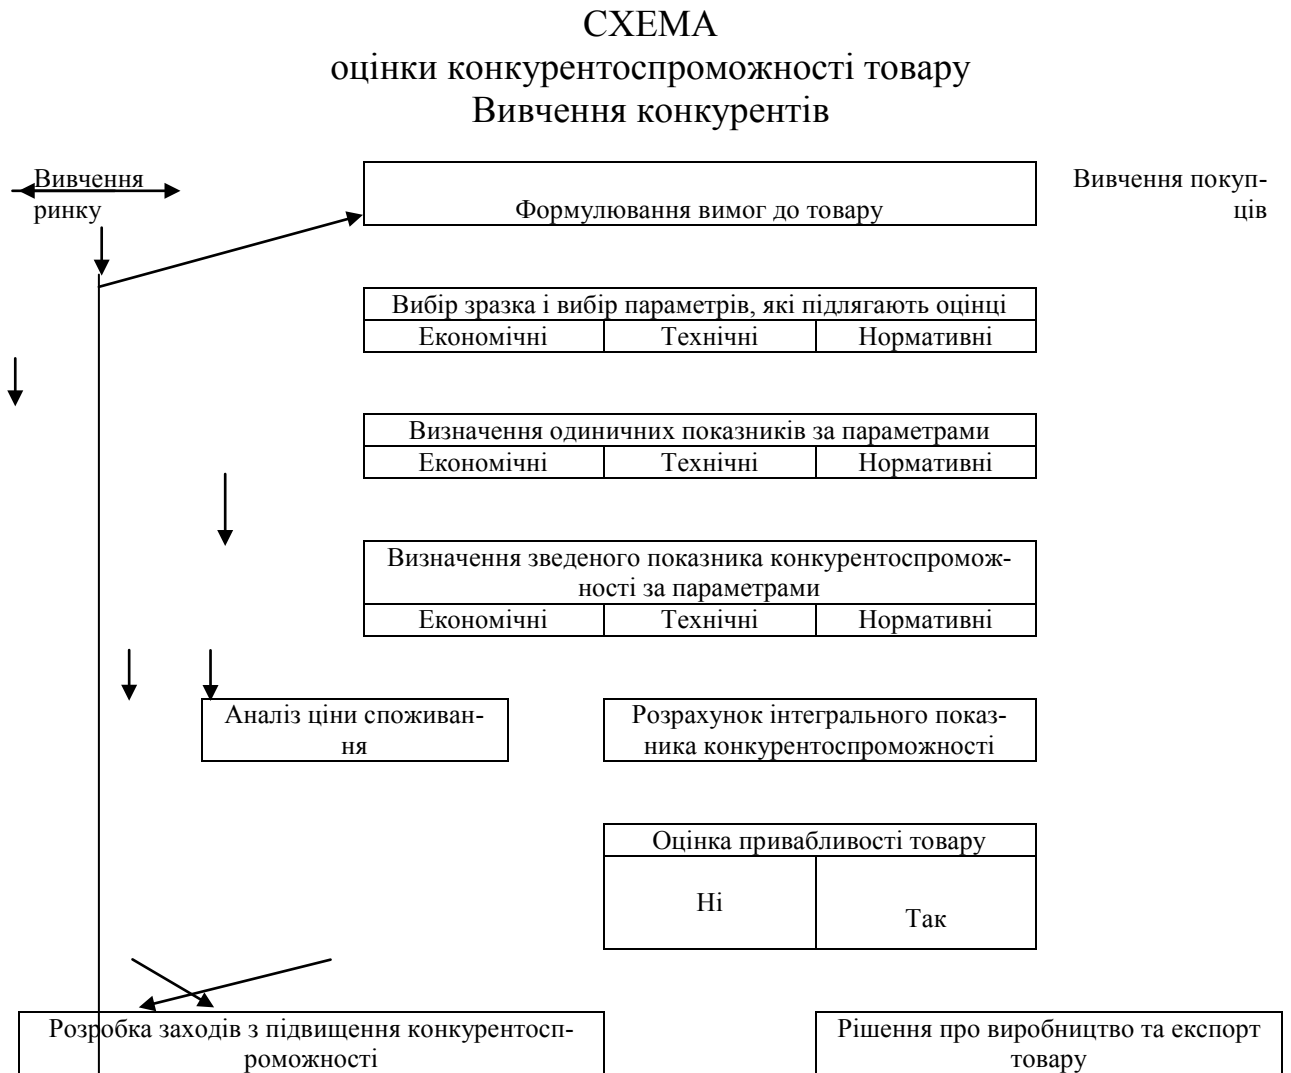 СХЕМА
оцінки конкурентоспроможності товару
Вивчення конкурентів
Вивчення
ринку
Формулювання вимог до товару
Вивчення покуп-
ців
Вибір зразка і вибір параметрів, які підлягають оцінці
Економічні Технічні Нормативні
Визначення одиничних показників за параметрами
Економічні Технічні Нормативні
Визначення зведеного показника конкурентоспромож-
ності за параметрами
Економічні Технічні Нормативні
Аналіз ціни споживан-
ня
Розрахунок інтегрального показ-
ника конкурентоспроможності
Оцінка привабливості товару
Ні
Так
Розробка заходів з підвищення конкурентосп-
роможності
Рішення про виробництво та експорт
товару